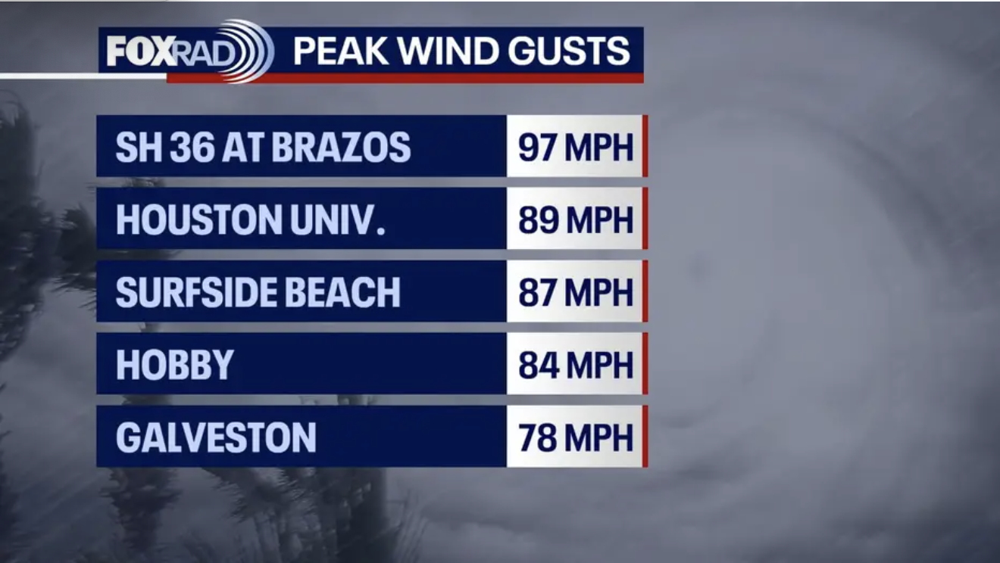 FOXRAD PEAK WIND GUSTS
SH 36 AT BRAZOS 97 MPH
HOUSTON UNIV. 89 MPH
SURFSIDE BEACH 87 MPH
HOBBY 84 MPH
GALVESTON 78 MPH